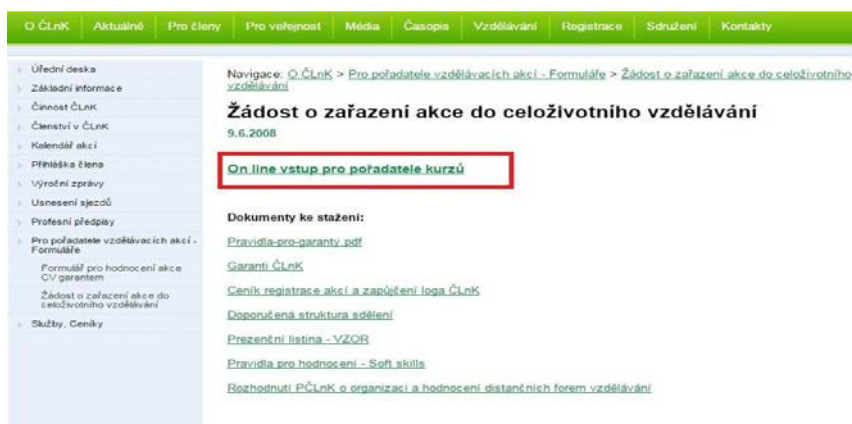 O ČLnK Aktuálně Pro členy Pro veřejnost Média Časopis Vzdělávání Registrace Sdružení Kontakty
Úřední deska
Základní informace
Činnost ČLnK
Členství v ČLnK
Kalendář akcí
Přihláška člena
Výroční zprávy
Usnesení sjezdů
Profesní předpisy
Pro pořadatele vzdělávacích akcí -
Formuláře
Formulář pro hodnocení akce
CV garantem
Žádost o zařazení akce do
celoživotního vzdělávání
Služby, Ceníky
Navigace: O ČLnK > Pro pořadatele vzdělávacích akcí - Formuláře > Žádost o zařazení akce do celoživotního
vzdělávání
Žádost o zařazení akce do celoživotního vzdělávání
9.6.2008
On line vstup pro pořadatele kurzů
Dokumenty ke stažení:
Pravidla-pro-garanty.pdf
Garanti ČLnK
Ceník registrace akcí a zapůjčení loga ČLnK
Doporučená struktura sdělení
Prezenční listina - VZOR
Pravidla pro hodnocení - Soft skills
Rozhodnutí PČLnK o organizaci a hodnocení distančních forem vzdělávání